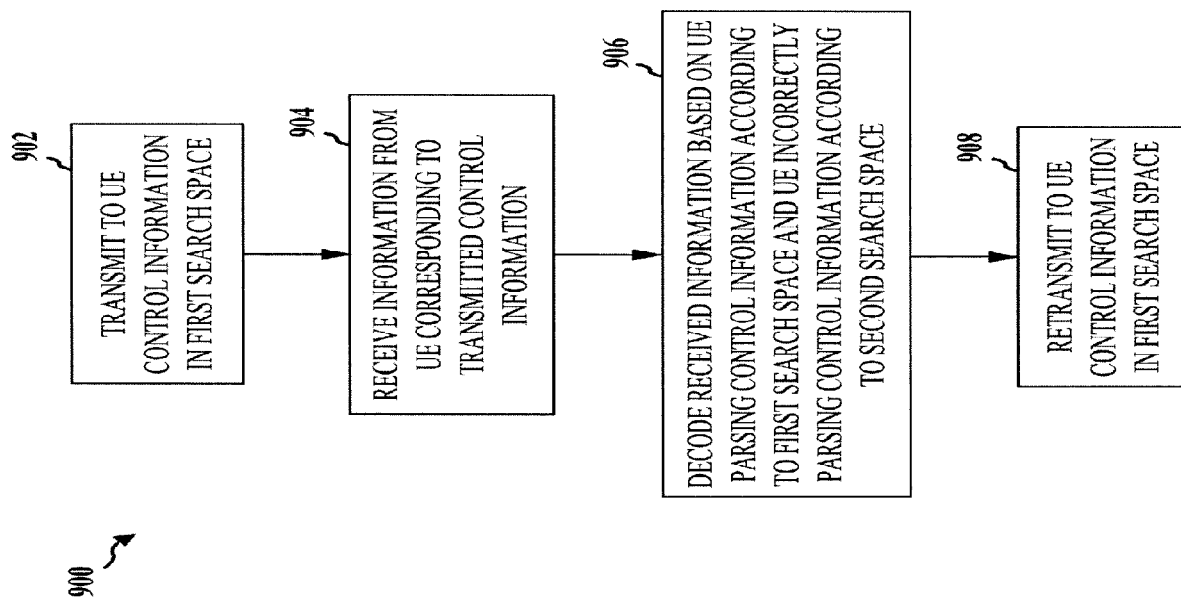 900
902
TRANSMIT TO UE
CONTROL INFORMATION
IN FIRST SEARCH SPACE
904
RECEIVE INFORMATION FROM
UE CORRESPONDING TO
TRANSMITTED CONTROL
INFORMATION
906
DECODE RECEIVED INFORMATION BASED ON UE
PARSING CONTROL INFORMATION ACCORDING
TO FIRST SEARCH SPACE AND UE INCORRECTLY
PARSING CONTROL INFORMATION ACCORDING
TO SECOND SEARCH SPACE
908
RETRANSMIT TO UE
CONTROL INFORMATION
IN FIRST SEARCH SPACE